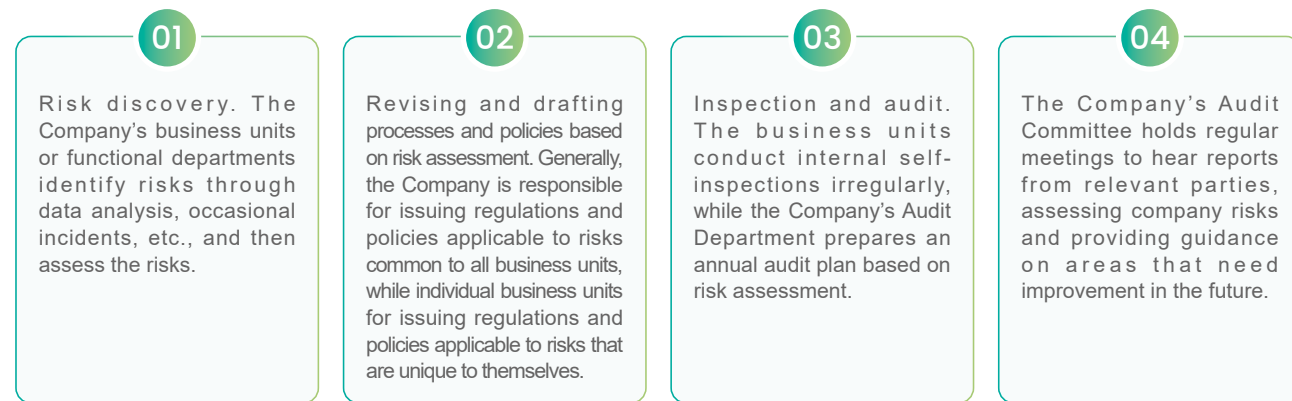 01
Risk discovery. The
Company's business units
or functional departments
identify risks through
data analysis, occasional
incidents, etc., and then
assess the risks.
02
Revising and drafting
processes and policies based
on risk assessment. Generally,
the Company is responsible
for issuing regulations and
policies applicable to risks
common to all business units,
while individual business units
for issuing regulations and
policies applicable to risks that
are unique to themselves.
03
Inspection and audit.
The business units
conduct internal self-
inspections irregularly,
while the Company's Audit
Department prepares an
annual audit plan based on
risk assessment.
04
The Company's Audit
Committee holds regular
meetings to hear reports
from relevant parties,
assessing company risks
and providing guidance
on areas that need
improvement in the future.